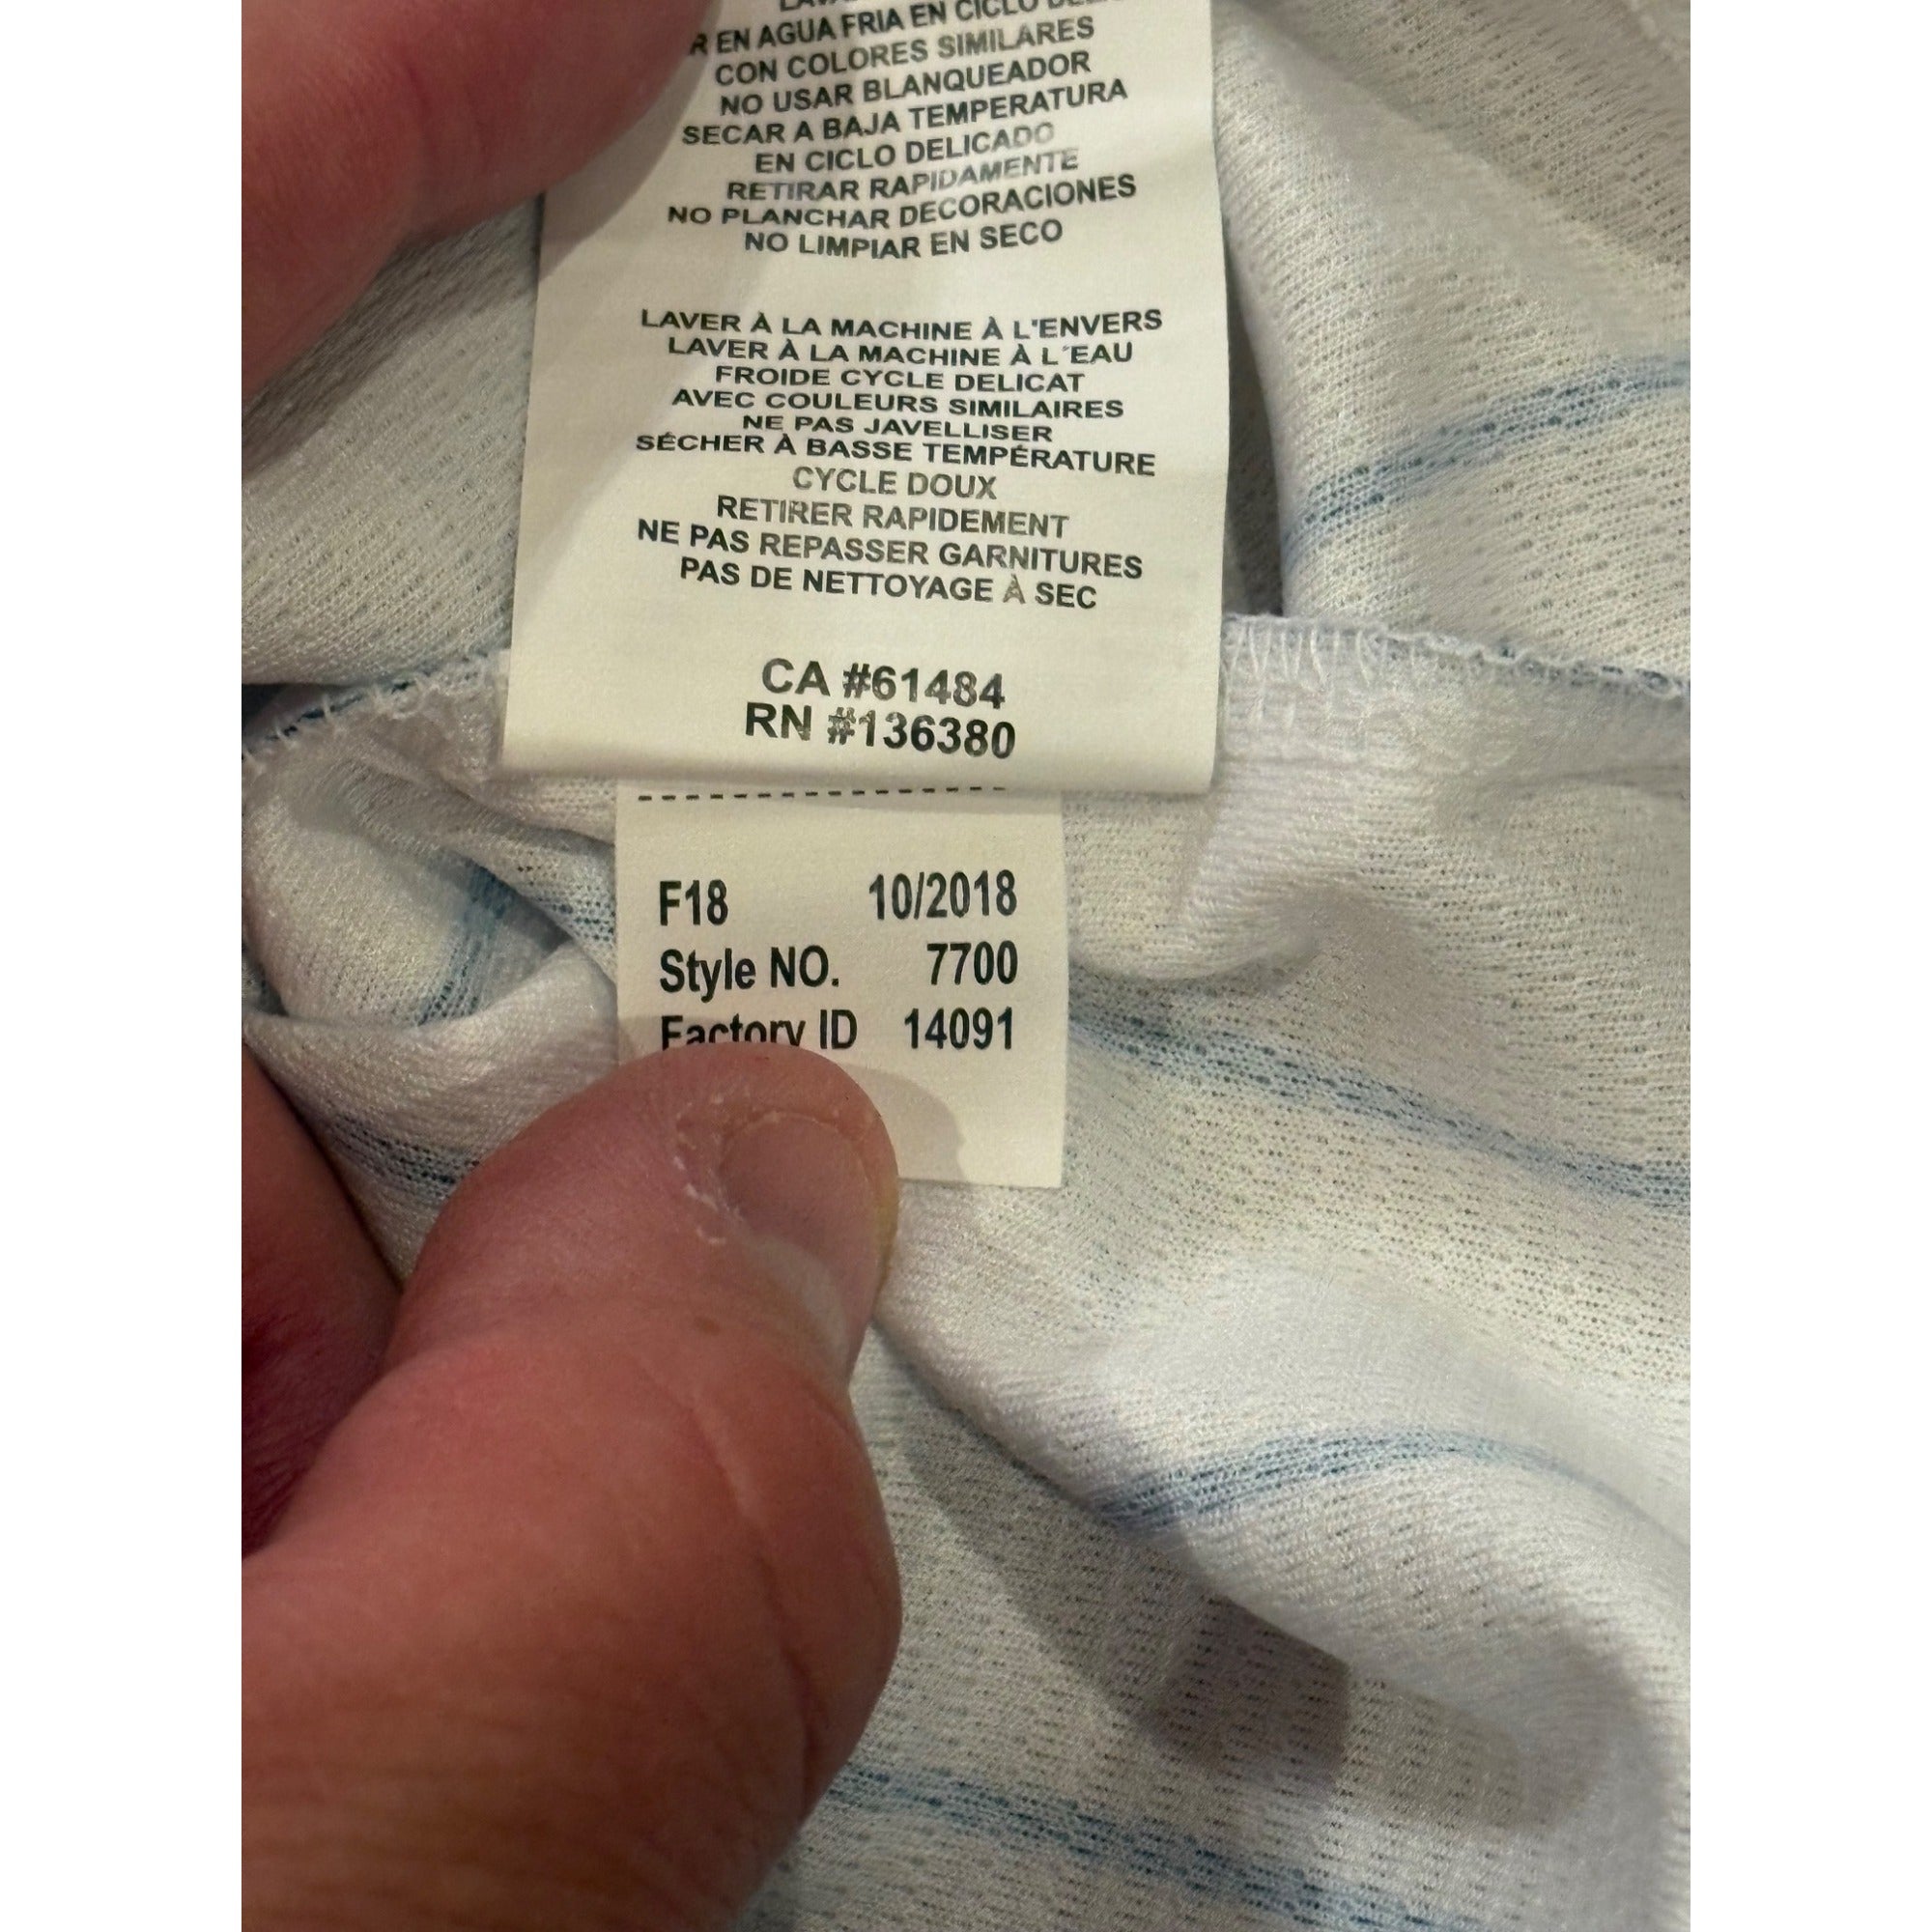 R EN AGUA FRIA EN CICLO
CON COLORES SIMILARES
NO USAR BLANQUEADOR
SECAR A BAJA TEMPERATURA
EN CICLO DELICADO
RETIRAR RAPIDAMENTE
NO PLANCHAR DECORACIONES
NO LIMPIAR EN SECO
LAVER À LA MACHINE À L'ENVERS
LAVER À LA MACHINE À L'EAU
FROIDE CYCLE DELICAT
AVEC COULEURS SIMILAIRES
NE PAS JAVELLISER
SÉCHER À BASSE TEMPÉRATURE
CYCLE DOUX
RETIRER RAPIDEMENT
NE PAS REPASSER GARNITURES
PAS DE NETTOYAGE À SEC
CA #61484
RN #136380
F18 10/2018
Style NO. 7700
Factory ID 14091